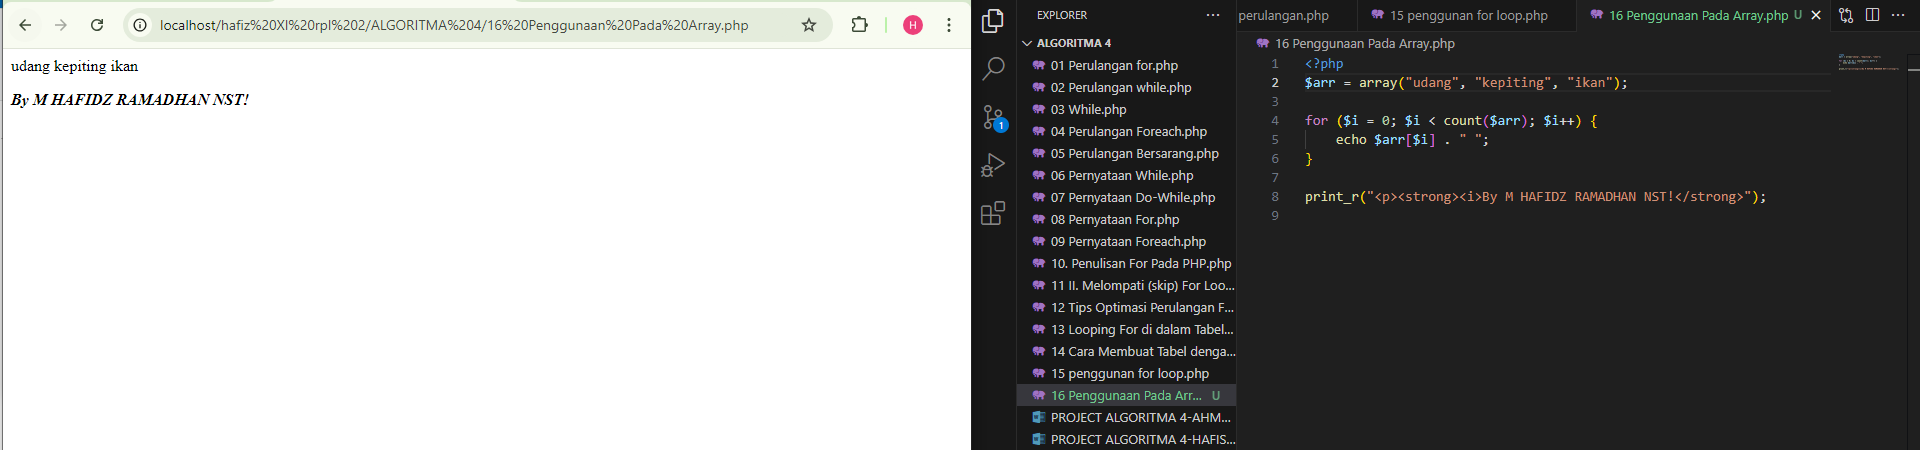 localhost/hafiz%20XI%20rpl%202/ALGORITMA%204/16%20Penggunaan%20Pada%20Array.php
H
udang kepiting ikan
By M HAFIDZ RAMADHAN NST!
1
EXPLORER
ALGORITMA 4
01 Perulangan for.php
02 Perulangan while.php
03 While.php
04 Perulangan Foreach.php
05 Perulangan Bersarang.php
06 Pernyataan While.php
07 Pernyataan Do-While.php
08 Pernyataan For.php
09 Pernyataan Foreach.php
10. Penulisan For Pada PHP.php
11 II. Melompati (skip) For Loo...
12 Tips Optimasi Perulangan F...
13 Looping For di dalam Tabel...
14 Cara Membuat Tabel denga...
15 penggunan for loop.php
16 Penggunaan Pada Arr... U
PROJECT ALGORITMA 4-AHM...
PROJECT ALGORITMA 4-HAFIS...
perulangan.php
15 penggunan for loop.php
16 Penggunaan Pada Array.php U
16 Penggunaan Pada Array.php
1 <?php
2 $arr = array("udang", "kepiting", "ikan");
3
4 for ($i = 0; $i < count($arr); $i++) {
5     echo $arr[$i] . " ";
6 }
7
8 print_r("<p><strong><i>By M HAFIDZ RAMADHAN NST!</strong>");
9